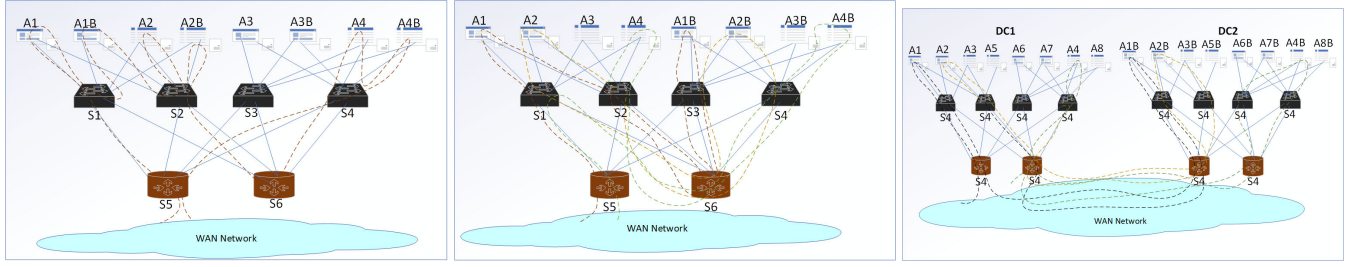 A1 A1B A2 A2B A3 A3B A4 A4B
S1 S2 S3 S4
S5 S6
WAN Network
A1 A2 A3 A4 A1B A2B A3B A4B
S1 S2 S3 S4
S5 S6
WAN Network
DC1 DC2
A1 A2 A3 A5 A6 A7 A4 A8 A1B A2B A3B A5B A6B A7B A4B A8B
S4 S4 S4 S4 S4 S4 S4 S4
S4 S4 S4 S4
WAN Network